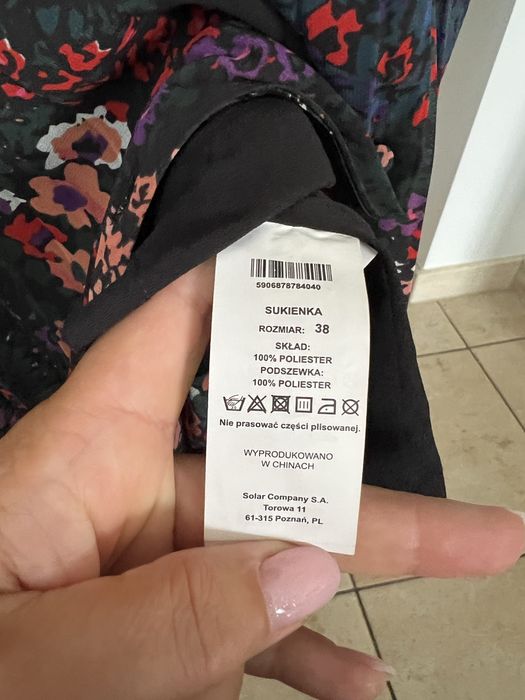 5906878784040
SUKIENKA
ROZMIAR: 38
SKŁAD:
100% POLIESTER
PODSZEWKA:
100% POLIESTER
Nie prasować części plisowanej.
WYPRODUKOWANO
W CHINACH
Solar Company S.A.
Torowa 11
61-315 Poznań, PL